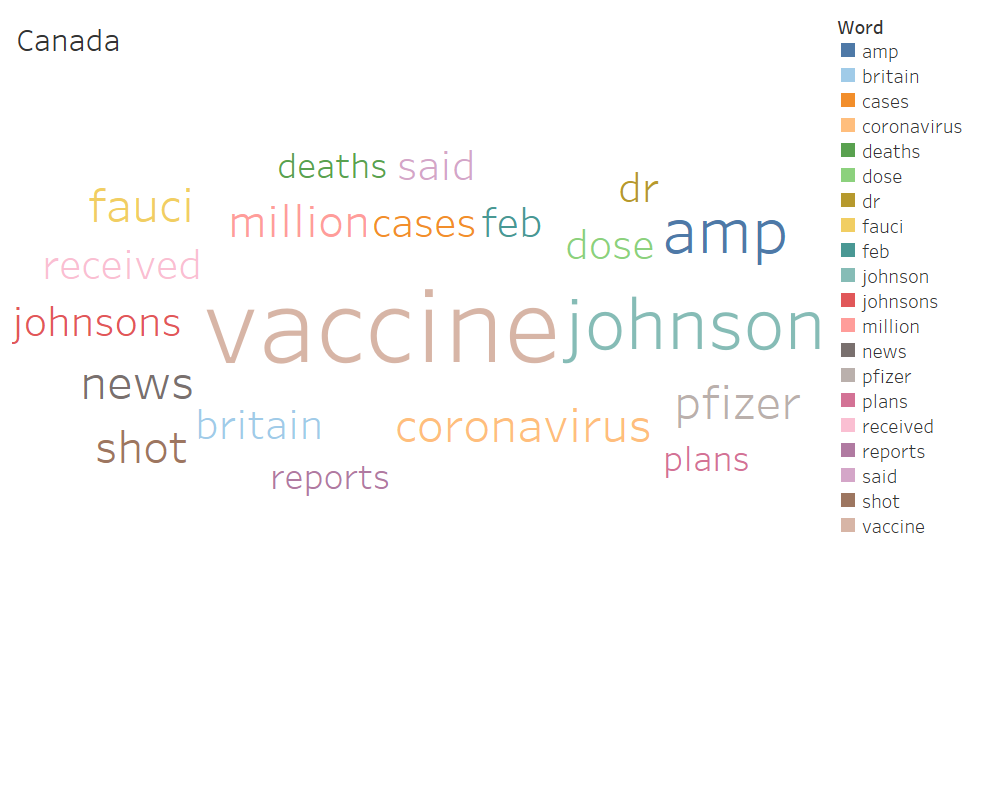 Canada
deaths said
dr
fauci
million cases feb
dose amp
received
johnsons
vaccine johnson
news
pfizer
britain coronavirus
shot
plans
reports
Word
amp
britain
cases
coronavirus
deaths
dose
dr
fauci
feb
johnson
johnsons
million
news
pfizer
plans
received
reports
said
shot
vaccine